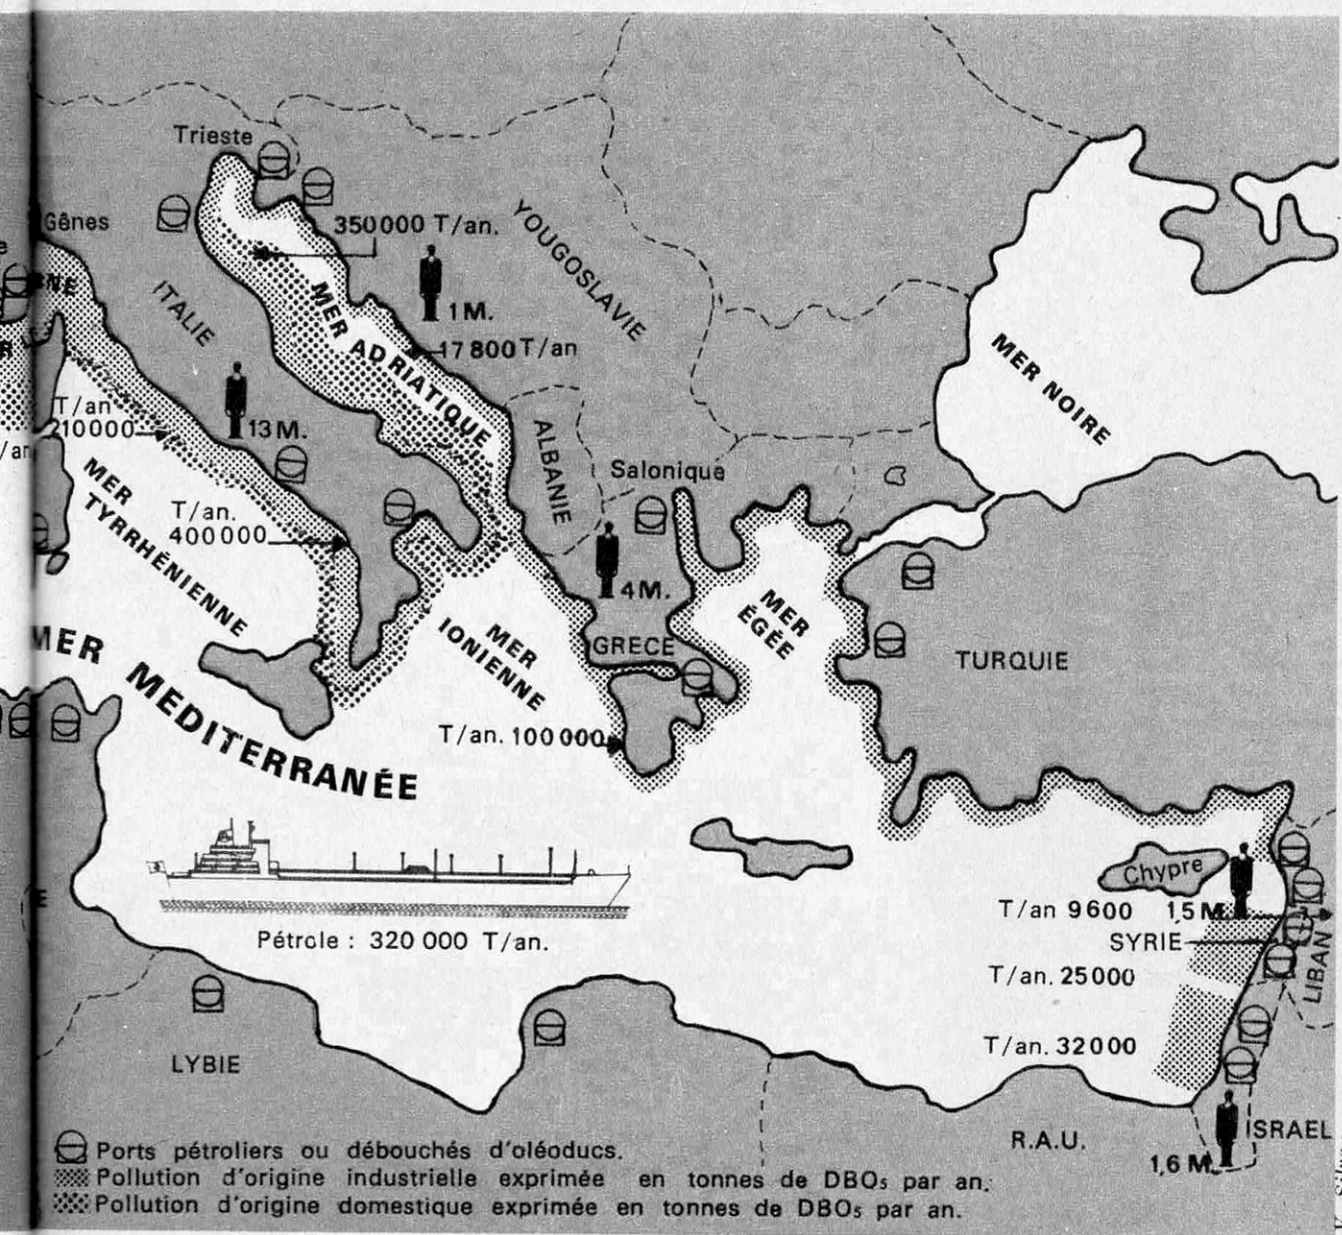 Trieste
Gênes
350000 T/an.
YOUGOSLAVIE
ITALIE
1 M.
MER ADRIATIQUE
17 800 T/an
MER NOIRE
13 M.
T/an
210000
/an
ALBANIE
Salonique
MER
TYRRHÉNIENNE
T/an.
400000
4 M.
MER
ÉGÉE
MER
IONIENNE
GRECE
TURQUIE
MER MEDITERRANÉE
T/an. 100 000
Chypre
T/an 9600 1,5 M.
SYRIE
LIBAN
Pétrole : 320 000 T/an.
T/an. 25000
T/an. 32000
LYBIE
R.A.U.
ISRAEL
1,6 M.
Ports pétroliers ou débouchés d'oléoducs.
Pollution d'origine industrielle exprimée en tonnes de DBO5 par an.
Pollution d'origine domestique exprimée en tonnes de DBO5 par an.